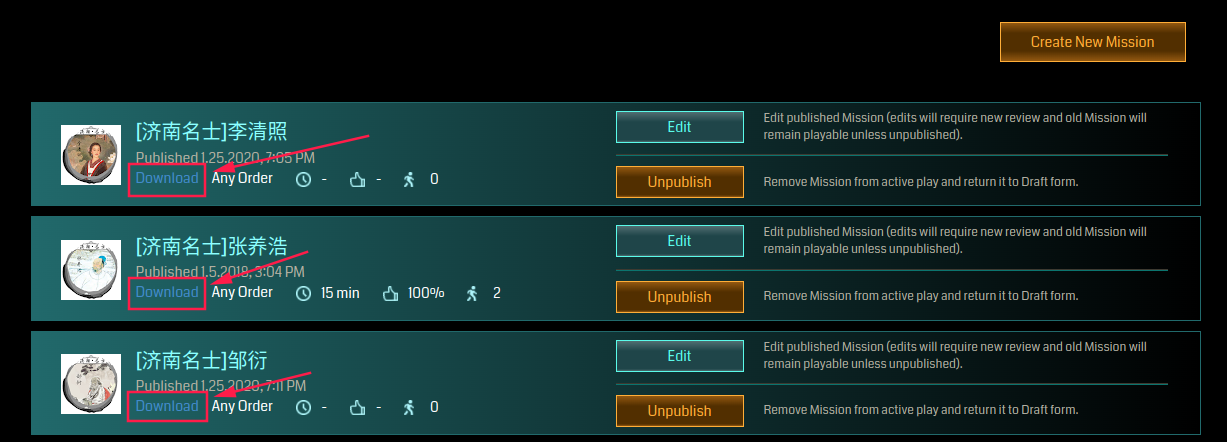 Create New Mission
[济南名士]李清照
Published 1.25.2020, 7:05 PM
Download Any Order - - 0
Edit
Edit published Mission (edits will require new review and old Mission will
remain playable unless unpublished).
Unpublish
Remove Mission from active play and return it to Draft form.
[济南名士]张养浩
Published 1.5.2018, 3:04 PM
Download Any Order 15 min 100% 2
Edit
Edit published Mission (edits will require new review and old Mission will
remain playable unless unpublished).
Unpublish
Remove Mission from active play and return it to Draft form.
[济南名士]邹衍
Published 1.25.2020, 7:11 PM
Download Any Order - - 0
Edit
Edit published Mission (edits will require new review and old Mission will
remain playable unless unpublished).
Unpublish
Remove Mission from active play and return it to Draft form.